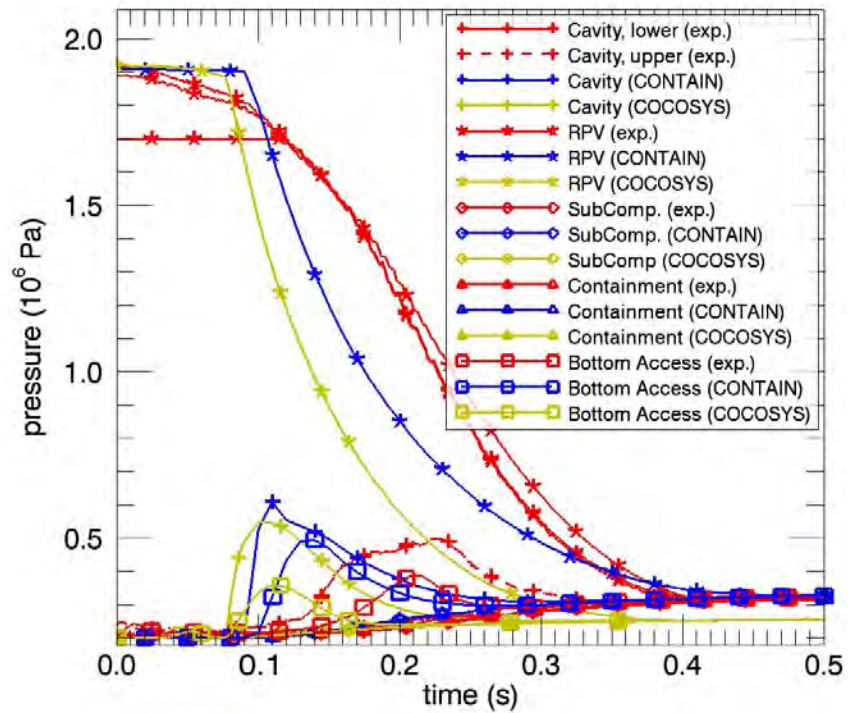 2.0
1.5
1.0
0.5
pressure (10⁶ Pa)
Cavity, lower (exp.)
Cavity, upper (exp.)
Cavity (CONTAIN)
Cavity (COCOSYS)
RPV (exp.)
RPV (CONTAIN)
RPV (COCOSYS)
SubComp. (exp.)
SubComp. (CONTAIN)
SubComp (COCOSYS)
Containment (exp.)
Containment (CONTAIN)
Containment (COCOSYS)
Bottom Access (exp.)
Bottom Access (CONTAIN)
Bottom Access (COCOSYS)
0.0 0.1 0.2 0.3 0.4 0.5
time (s)